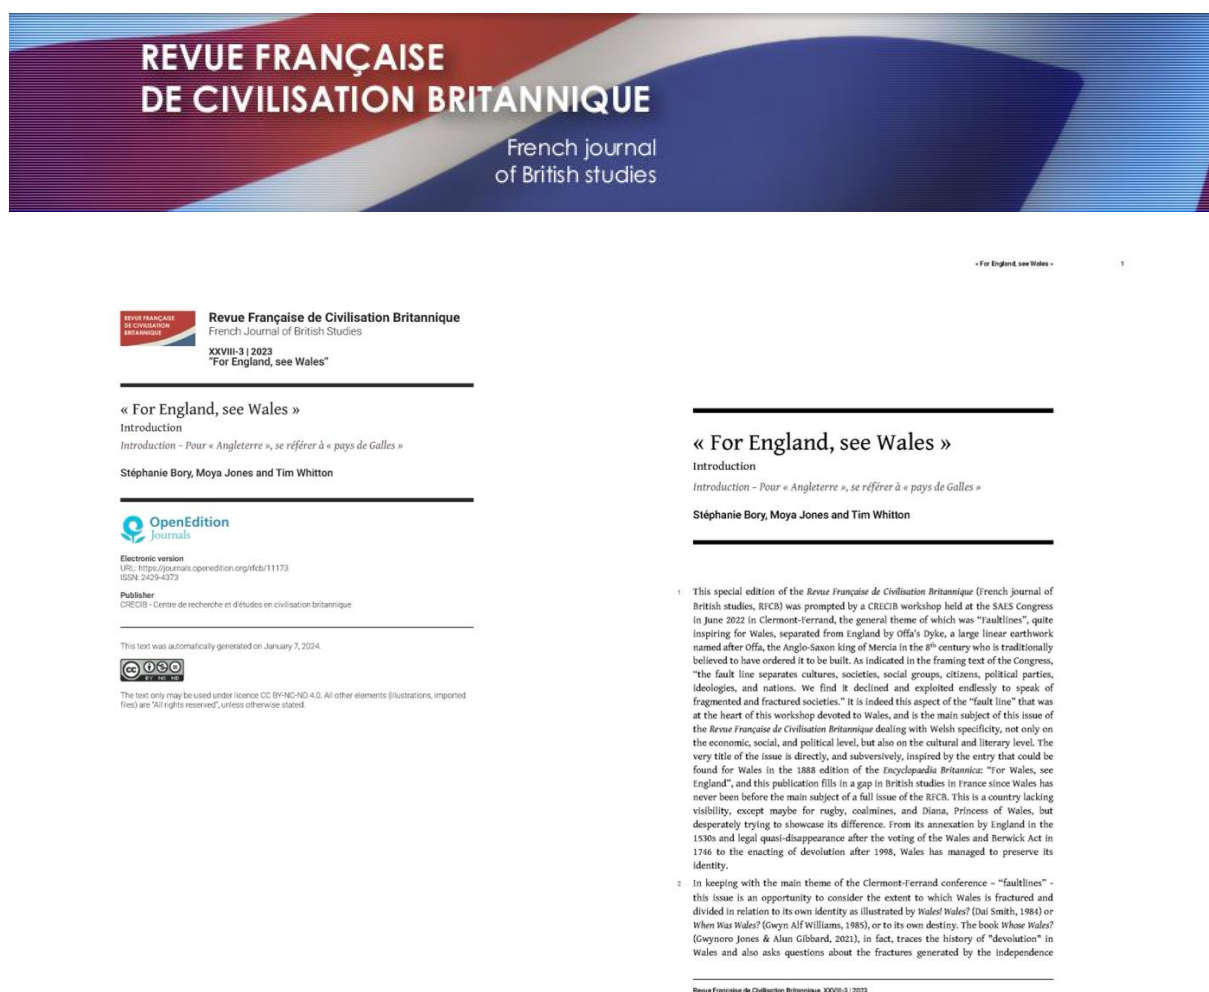 REVUE FRANÇAISE
DE CIVILISATION BRITANNIQUE
French journal
of British studies
REVUE FRANÇAISE
DE CIVILISATION
BRITANNIQUE
Revue Française de Civilisation Britannique
French Journal of British Studies
XXVIII-3 | 2023
"For England, see Wales"
« For England, see Wales »
Introduction
Introduction – Pour « Angleterre », se référer à « pays de Galles »
Stéphanie Bory, Moya Jones and Tim Whitton
OpenEdition
Journals
Electronic version
URL: https://journals.openedition.org/rfcb/11173
ISSN: 2429-4373
Publisher
CRECIB - Centre de recherche et d'études en civilisation britannique
This text was automatically generated on January 7, 2024.
cc
BY NC ND
The text only may be used under licence CC BY-NC-ND 4.0. All other elements (illustrations, imported
files) are "All rights reserved", unless otherwise stated.
« For England, see Wales »
1
« For England, see Wales »
Introduction
Introduction – Pour « Angleterre », se référer à « pays de Galles »
Stéphanie Bory, Moya Jones and Tim Whitton
1 This special edition of the Revue Française de Civilisation Britannique (French journal of
British studies, RFCB) was prompted by a CRECIB workshop held at the SAES Congress
in June 2022 in Clermont-Ferrand, the general theme of which was "Faultlines", quite
inspiring for Wales, separated from England by Offa's Dyke, a large linear earthwork
named after Offa, the Anglo-Saxon king of Mercia in the 8th century who is traditionally
believed to have ordered it to be built. As indicated in the framing text of the Congress,
"the fault line separates cultures, societies, social groups, citizens, political parties,
ideologies, and nations. We find it declined and exploited endlessly to speak of
fragmented and fractured societies." It is indeed this aspect of the "fault line" that was
at the heart of this workshop devoted to Wales, and is the main subject of this issue of
the Revue Française de Civilisation Britannique dealing with Welsh specificity, not only on
the economic, social, and political level, but also on the cultural and literary level. The
very title of the issue is directly, and subversively, inspired by the entry that could be
found for Wales in the 1888 edition of the Encyclopaedia Britannica: "For Wales, see
England", and this publication fills in a gap in British studies in France since Wales has
never been before the main subject of a full issue of the RFCB. This is a country lacking
visibility, except maybe for rugby, coalmines, and Diana, Princess of Wales, but
desperately trying to showcase its difference. From its annexation by England in the
1530s and legal quasi-disappearance after the voting of the Wales and Berwick Act in
1746 to the enacting of devolution after 1998, Wales has managed to preserve its
identity.
2 In keeping with the main theme of the Clermont-Ferrand conference – "faultlines" -
this issue is an opportunity to consider the extent to which Wales is fractured and
divided in relation to its own identity as illustrated by Wales! Wales? (Dai Smith, 1984) or
When Was Wales? (Gwyn Alf Williams, 1985), or to its own destiny. The book Whose Wales?
(Gwynoro Jones & Alun Gibbard, 2021), in fact, traces the history of "devolution" in
Wales and also asks questions about the fractures generated by the independence
Revue Française de Civilisation Britannique, XXVIII-3 | 2023